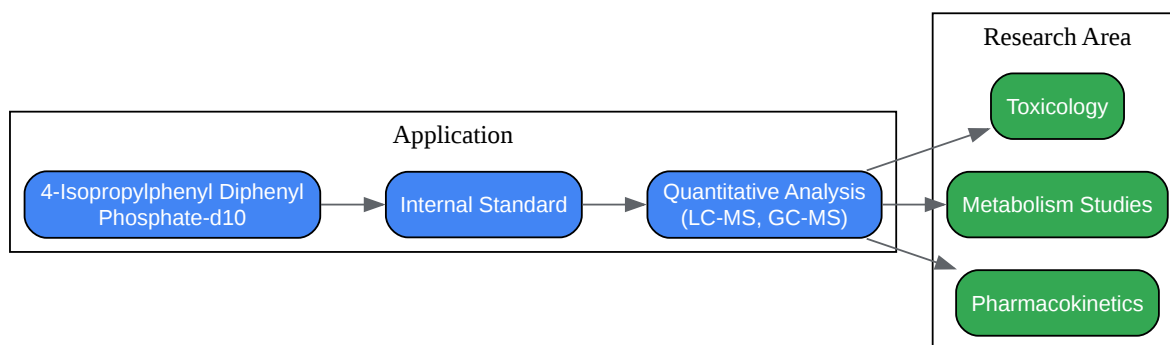 Research Area
Toxicology
Application
4-Isopropylphenyl Diphenyl
Phosphate-d10
Internal Standard
Quantitative Analysis
(LC-MS, GC-MS)
Metabolism Studies
Pharmacokinetics